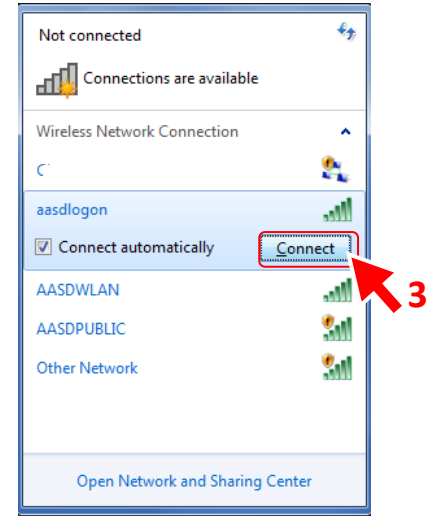 Not connected
Connections are available
Wireless Network Connection
aasdlogon
Connect automatically
Connect
3
AASDWLAN
AASDPUBLIC
Other Network
Open Network and Sharing Center